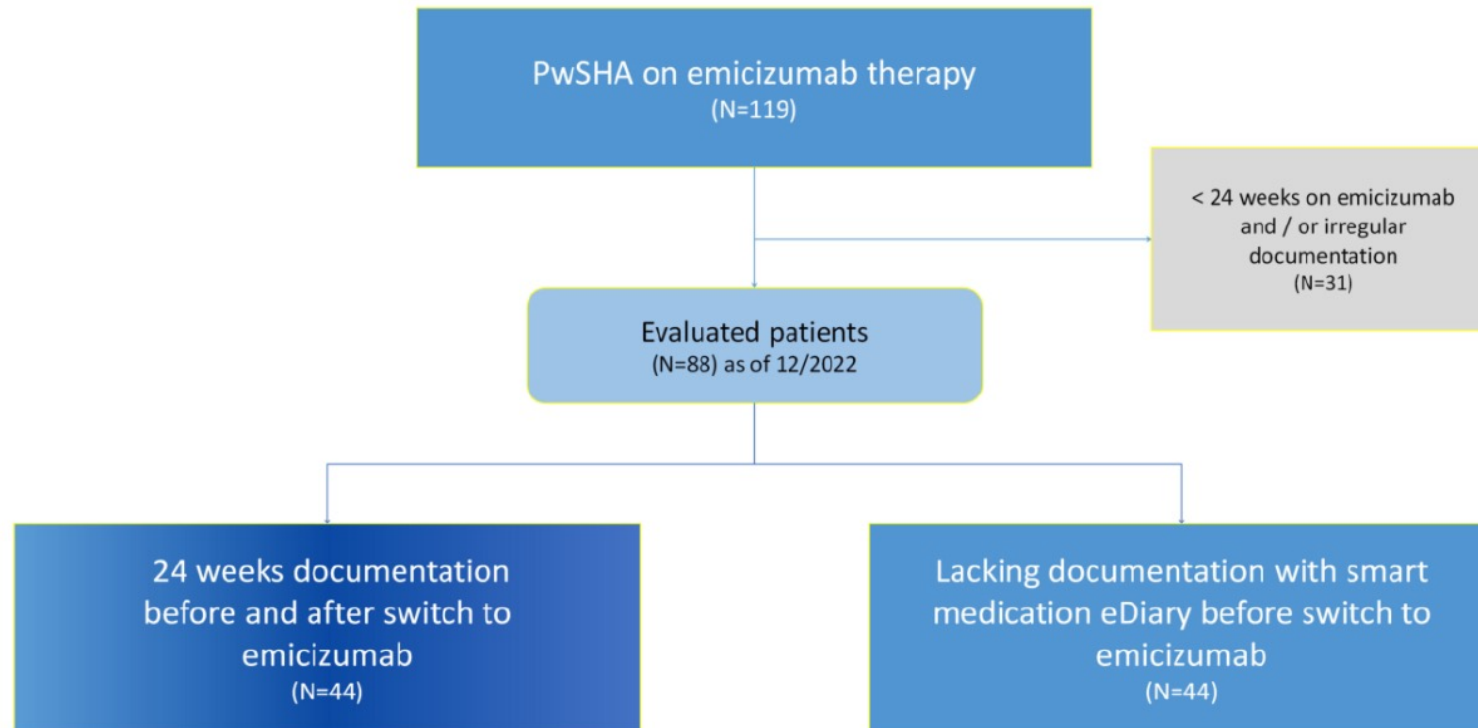 PwSHA on emicizumab therapy
(N=119)
< 24 weeks on emicizumab
and / or irregular
documentation
(N=31)
Evaluated patients
(N=88) as of 12/2022
24 weeks documentation
before and after switch to
emicizumab
(N=44)
Lacking documentation with smart
medication eDiary before switch to
emicizumab
(N=44)